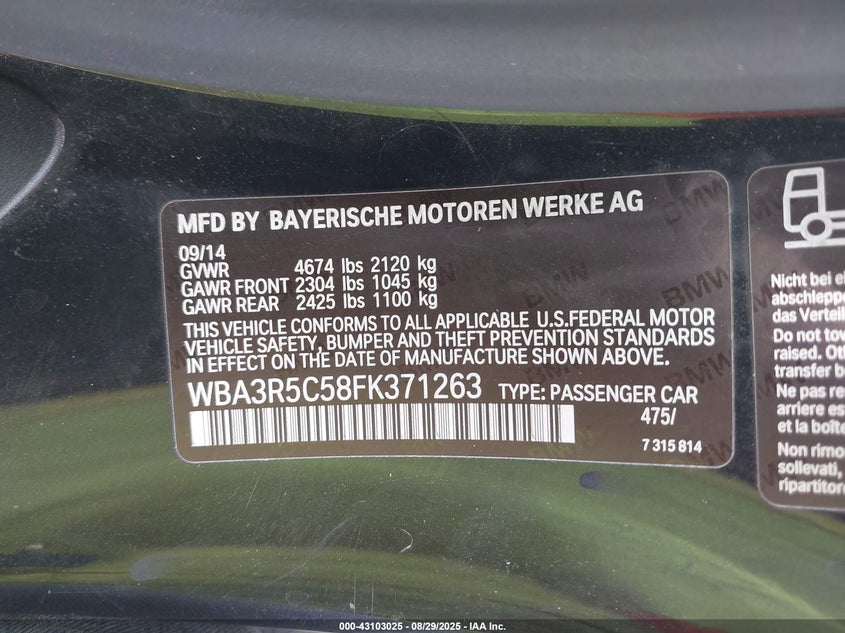 MFD BY BAYERISCHE MOTOREN WERKE AG
09/14
GVWR 4674 lbs 2120 kg
GAWR FRONT 2304 lbs 1045 kg
GAWR REAR 2425 lbs 1100 kg
THIS VEHICLE CONFORMS TO ALL APPLICABLE U.S.FEDERAL MOTOR
VEHICLE SAFETY, BUMPER AND THEFT PREVENTION STANDARDS
IN EFFECT ON THE DATE OF MANUFACTURE SHOWN ABOVE.
WBA3R5C58FK371263 TYPE: PASSENGER CAR
475/
7 315 814
Nicht bei
abschleppe
das Verteil
Do not tow
raised. Other
transfer b
Ne pas re
arriere est
et la boît
Non rimo
sollevati,
ripartitor
000-43103025 - 08/29/2025 - IAA Inc.